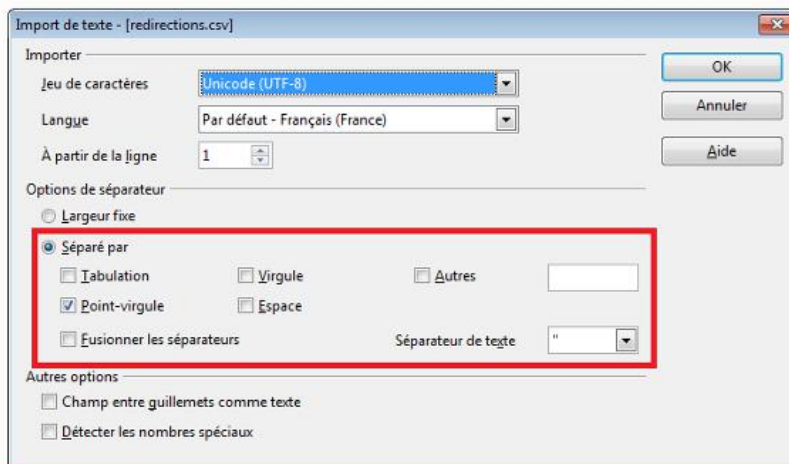 Import de texte - [redirections.csv]
Importer
Jeu de caractères Unicode (UTF-8)
Langue Par défaut - Français (France)
À partir de la ligne 1
OK
Annuler
Aide
Options de séparateur
Largeur fixe
Séparé par
Tabulation Virgule Autres
Point-virgule Espace
Fusionner les séparateurs Séparateur de texte "
Autres options
Champ entre guillemets comme texte
Détecter les nombres spéciaux